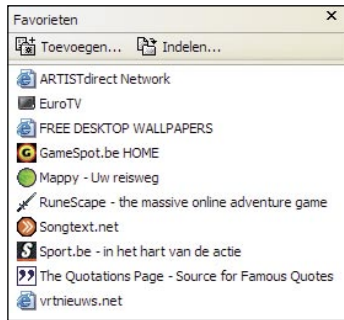 Favorieten
Toevoegen... Indelen...
ARTISTdirect Network
EuroTV
FREE DESKTOP WALLPAPERS
GameSpot.be HOME
Mappy - Uw reisweg
RuneScape - the massive online adventure game
Songtext.net
Sport.be - in het hart van de actie
The Quotations Page - Source for Famous Quotes
vrtnieuws.net